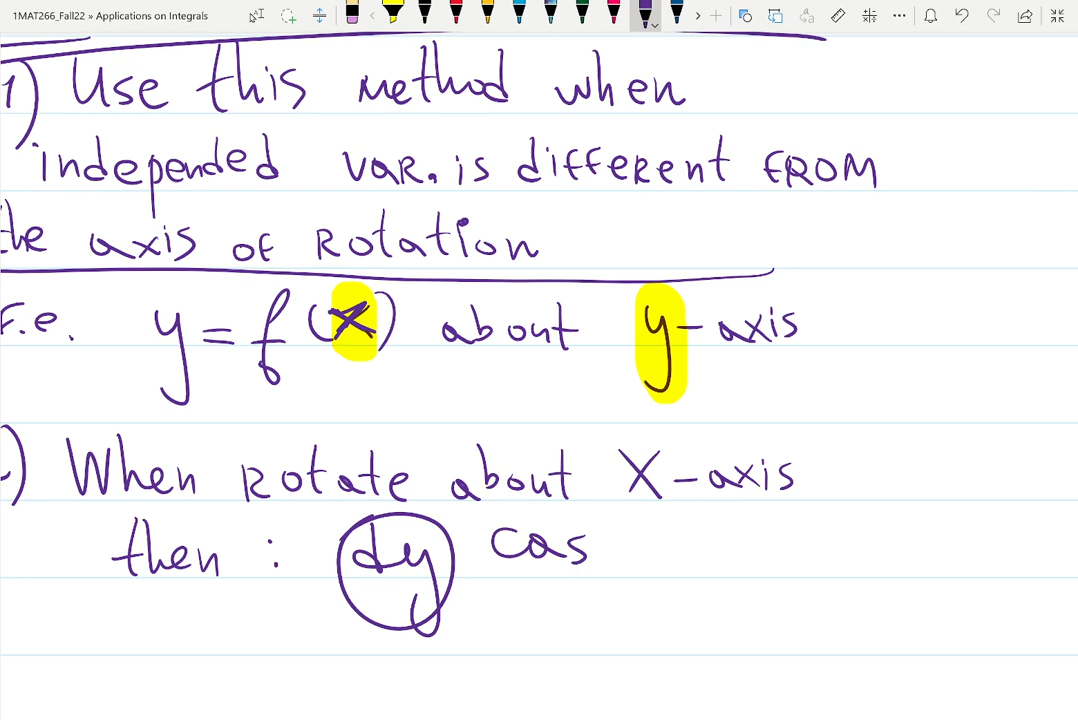 1MAT266_Fall22 » Applications on Integrals
1) Use this method when
independed var. is different FROM
the axis of Rotation
F.e. y = f(x) about y-axis
) When Rotate about X-axis
then : dy cas